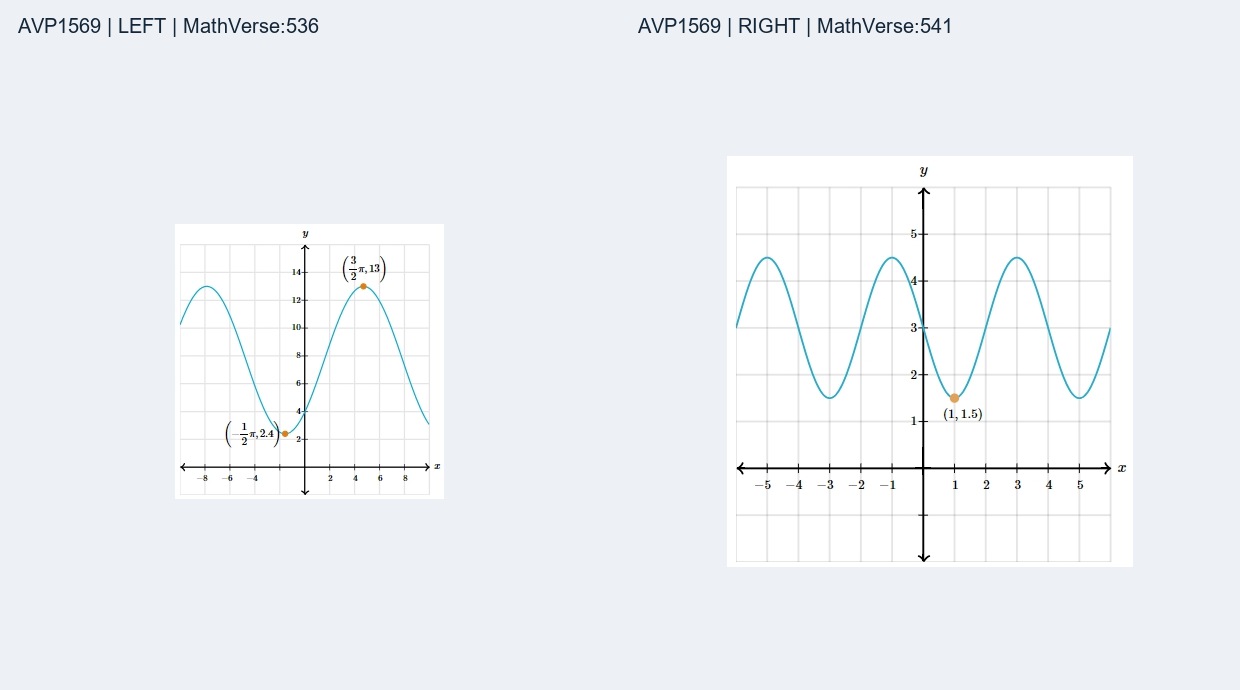 AVP1569 | LEFT | MathVerse:536
y
(3/2 π, 13)
14
12
10
8
6
4
2
(−1/2 π, 2.4)
x
−8 −6 −4 2 4 6 8
AVP1569 | RIGHT | MathVerse:541
y
5
4
3
2
1
(1, 1.5)
x
−5 −4 −3 −2 −1 1 2 3 4 5